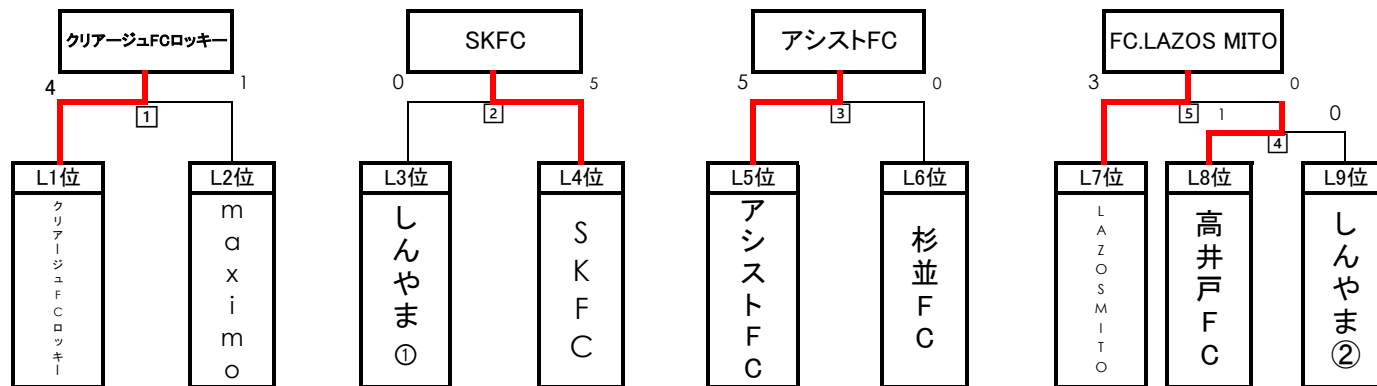 クリアージュFCロッキー
SKFC
アシストFC
FC.LAZOS MITO
4
1
0
5
5
0
3
0
1
2
3
5
1
4
0
L1位
L2位
L3位
L4位
L5位
L6位
L7位
L8位
L9位
クリアージュFCロッキー
maximo
しんやま①
SKFC
アシストFC
杉並FC
LAZOSMITO
高井戸FC
しんやま②